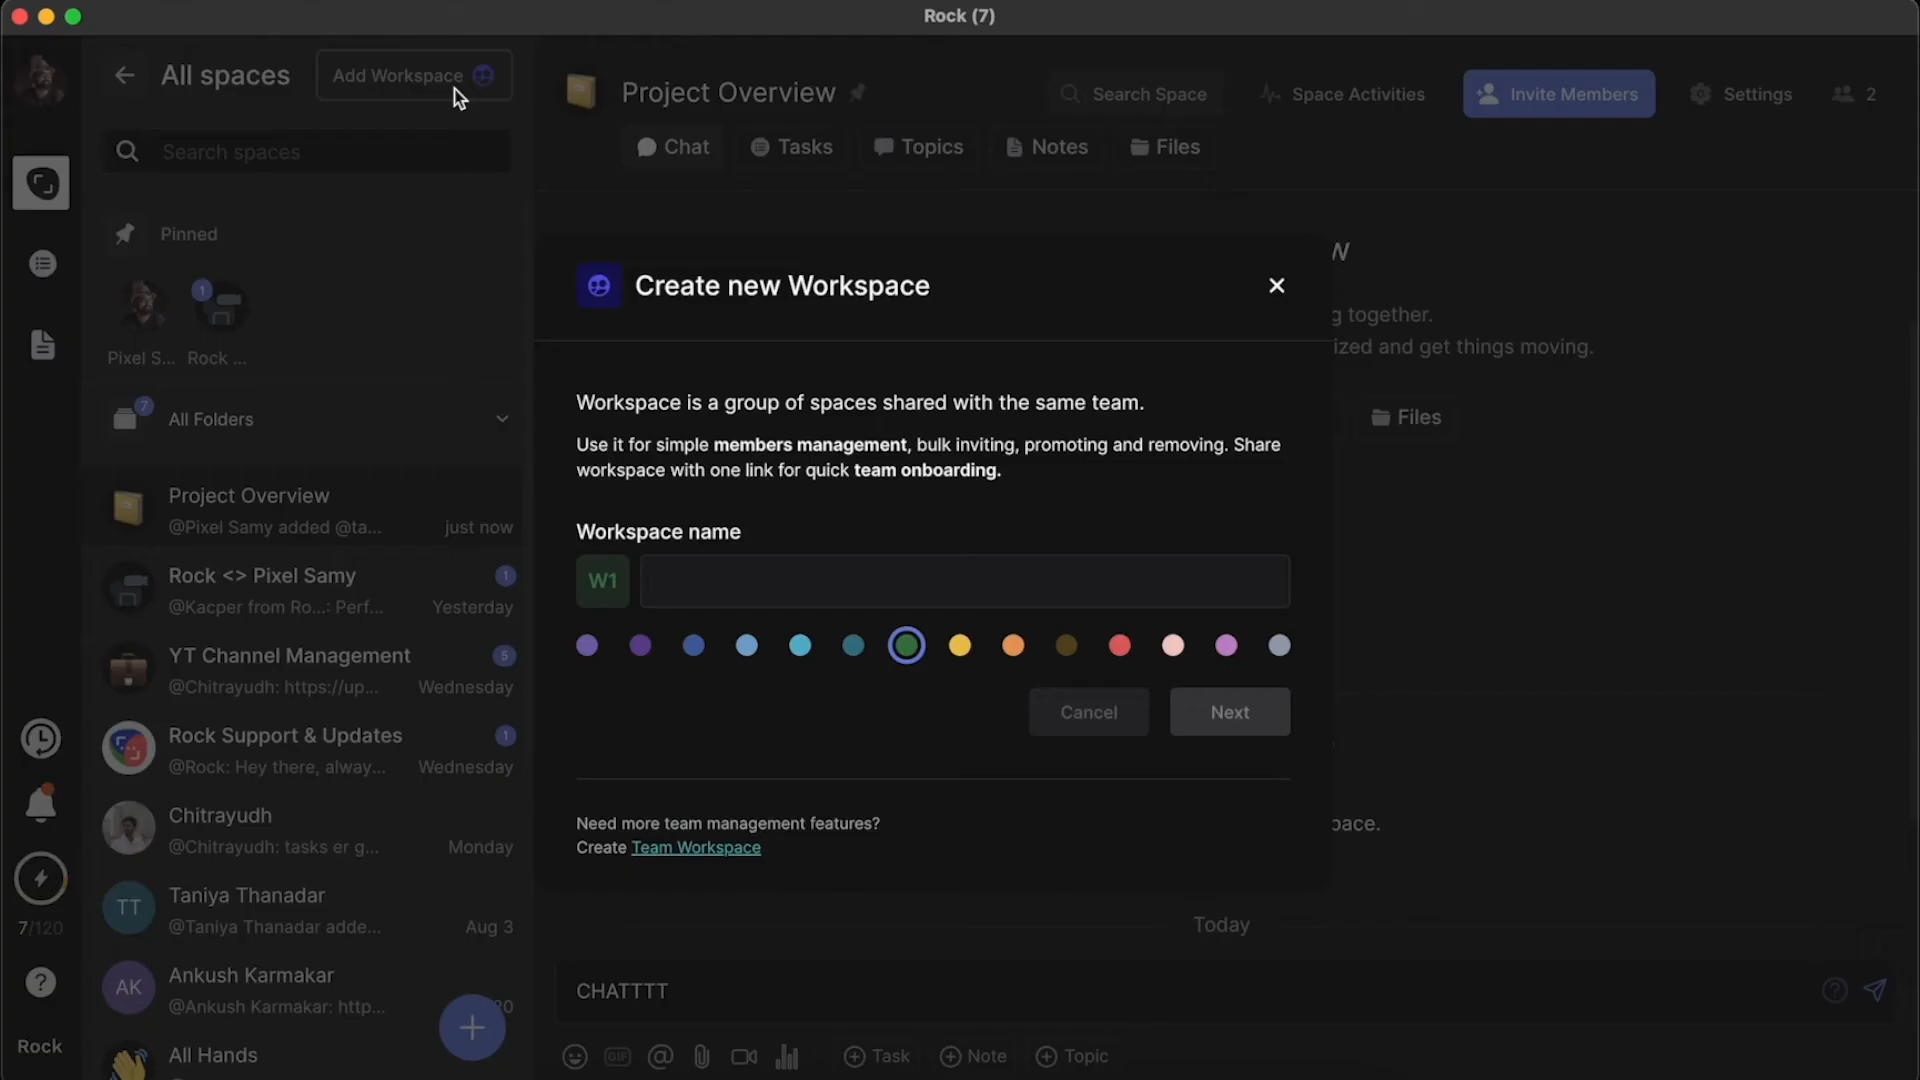 Rock (7)
All spaces
Add Workspace
Search spaces
Pinned
1
Pixel S...
Rock ...
7
All Folders
Project Overview
@Pixel Samy added @ta...
just now
Rock <> Pixel Samy
1
@Kacper from Ro...: Perf...
Yesterday
YT Channel Management
5
@Chitrayudh: https://up...
Wednesday
Rock Support & Updates
1
@Rock: Hey there, alway...
Wednesday
Chitrayudh
@Chitrayudh: tasks er g...
Monday
TT
Taniya Thanadar
@Taniya Thanadar adde...
Aug 3
AK
Ankush Karmakar
@Ankush Karmakar: http...
All Hands
7/120
Rock
Project Overview
Search Space
Space Activities
Invite Members
Settings
2
Chat
Tasks
Topics
Notes
Files
g together.
ized and get things moving.
Files
Create new Workspace
Workspace is a group of spaces shared with the same team.
Use it for simple members management, bulk inviting, promoting and removing. Share
workspace with one link for quick team onboarding.
Workspace name
W1
Cancel
Next
Need more team management features?
Create Team Workspace
pace.
Today
CHATTTT
GIF
Task
Note
Topic